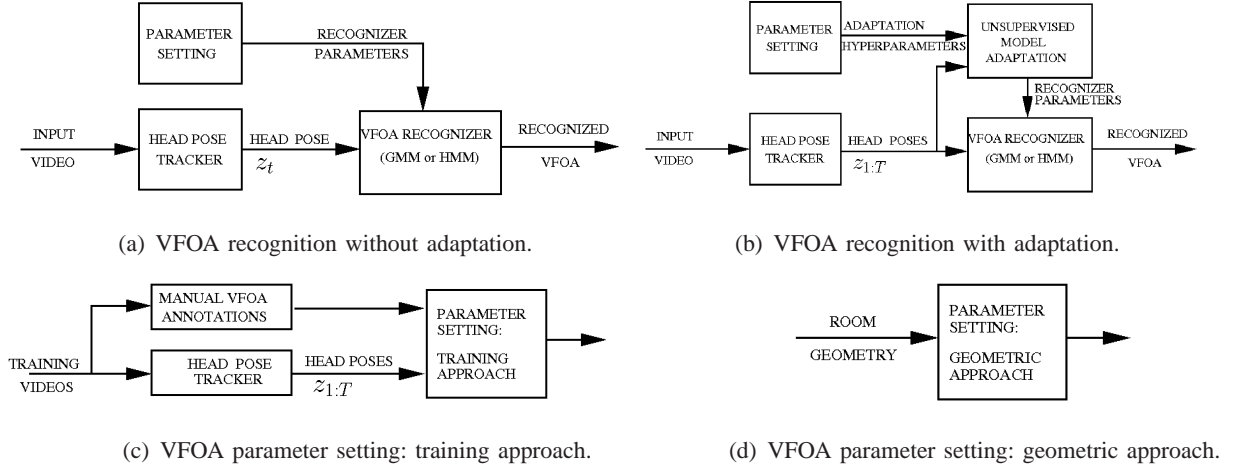 PARAMETER
SETTING
RECOGNIZER
PARAMETERS
INPUT
VIDEO
HEAD POSE
TRACKER
HEAD POSE
z_t
VFOA RECOGNIZER
(GMM or HMM)
RECOGNIZED
VFOA
(a) VFOA recognition without adaptation.
PARAMETER
SETTING
ADAPTATION
HYPERPARAMETERS
UNSUPERVISED
MODEL
ADAPTATION
RECOGNIZER
PARAMETERS
INPUT
VIDEO
HEAD POSE
TRACKER
HEAD POSES
z_{1:T}
VFOA RECOGNIZER
(GMM or HMM)
RECOGNIZED
VFOA
(b) VFOA recognition with adaptation.
TRAINING
VIDEOS
MANUAL VFOA
ANNOTATIONS
HEAD POSE
TRACKER
HEAD POSES
z_{1:T}
PARAMETER
SETTING:
TRAINING
APPROACH
(c) VFOA parameter setting: training approach.
ROOM
GEOMETRY
PARAMETER
SETTING:
GEOMETRIC
APPROACH
(d) VFOA parameter setting: geometric approach.